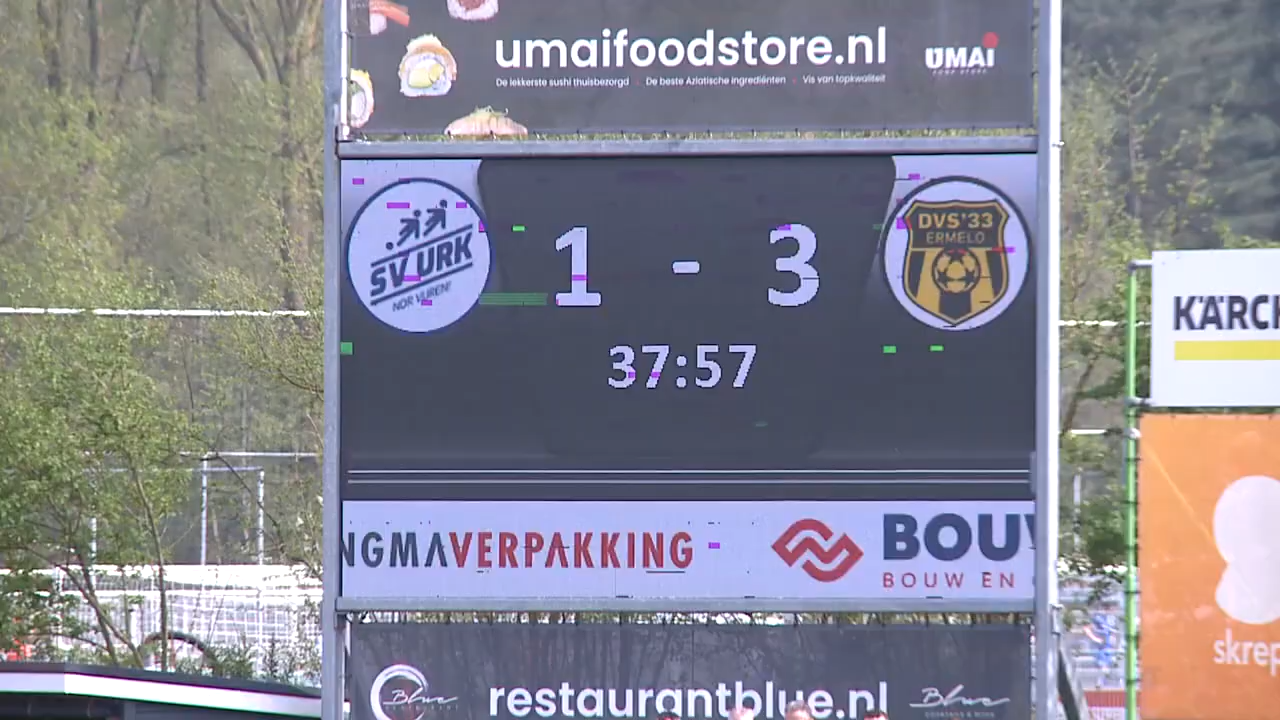 umaifoodstore.nl
De lekkerste sushi thuisbezorgd
De beste Aziatische ingrediënten
Vis van topkwaliteit
UMAI
SV URK
NOR VUREN!
1 - 3
DVS'33
ERMELO
37:57
KÄRCH
NGMAVERPAKKING
BOUW
BOUW EN
skrep
Blue
restaurantblue.nl
Blue